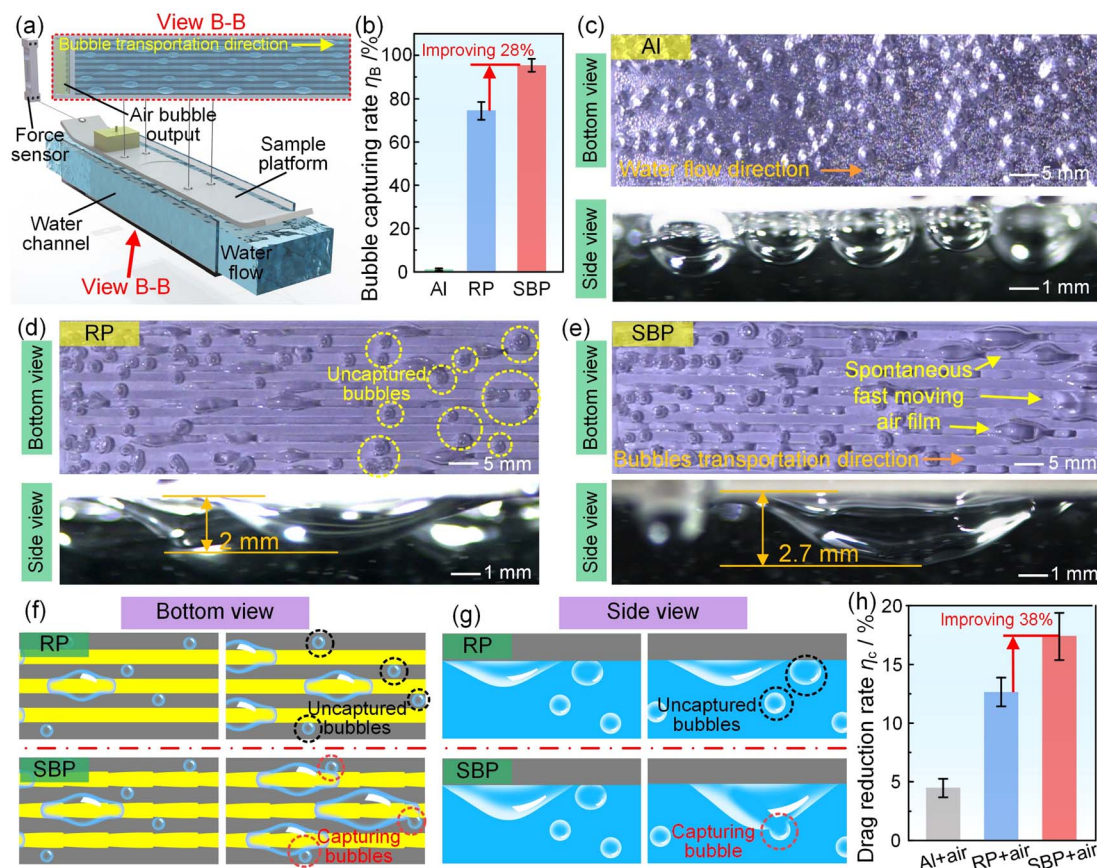 (a)
View B-B
Bubble transportation direction
Air bubble
output
Force
sensor
Sample
platform
Water
channel
Water
flow
View B-B
(b)
Bubble capturing rate ηB /%
100
80
60
40
20
0
Improving 28%
Al
RP
SBP
(c)
Al
Bottom view
Water flow direction
5 mm
Side view
1 mm
(d)
RP
Bottom view
Uncaptured
bubbles
5 mm
Side view
2 mm
1 mm
(e)
SBP
Bottom view
Spontaneous
fast moving
air film
Bubbles transportation direction
5 mm
Side view
2.7 mm
1 mm
(f)
Bottom view
RP
Uncaptured
bubbles
SBP
Capturing
bubbles
(g)
Side view
RP
Uncaptured
bubbles
SBP
Capturing
bubble
(h)
Drag reduction rate ηc / %
20
15
10
5
0
Improving 38%
Al+air
RP+air
SBP+air